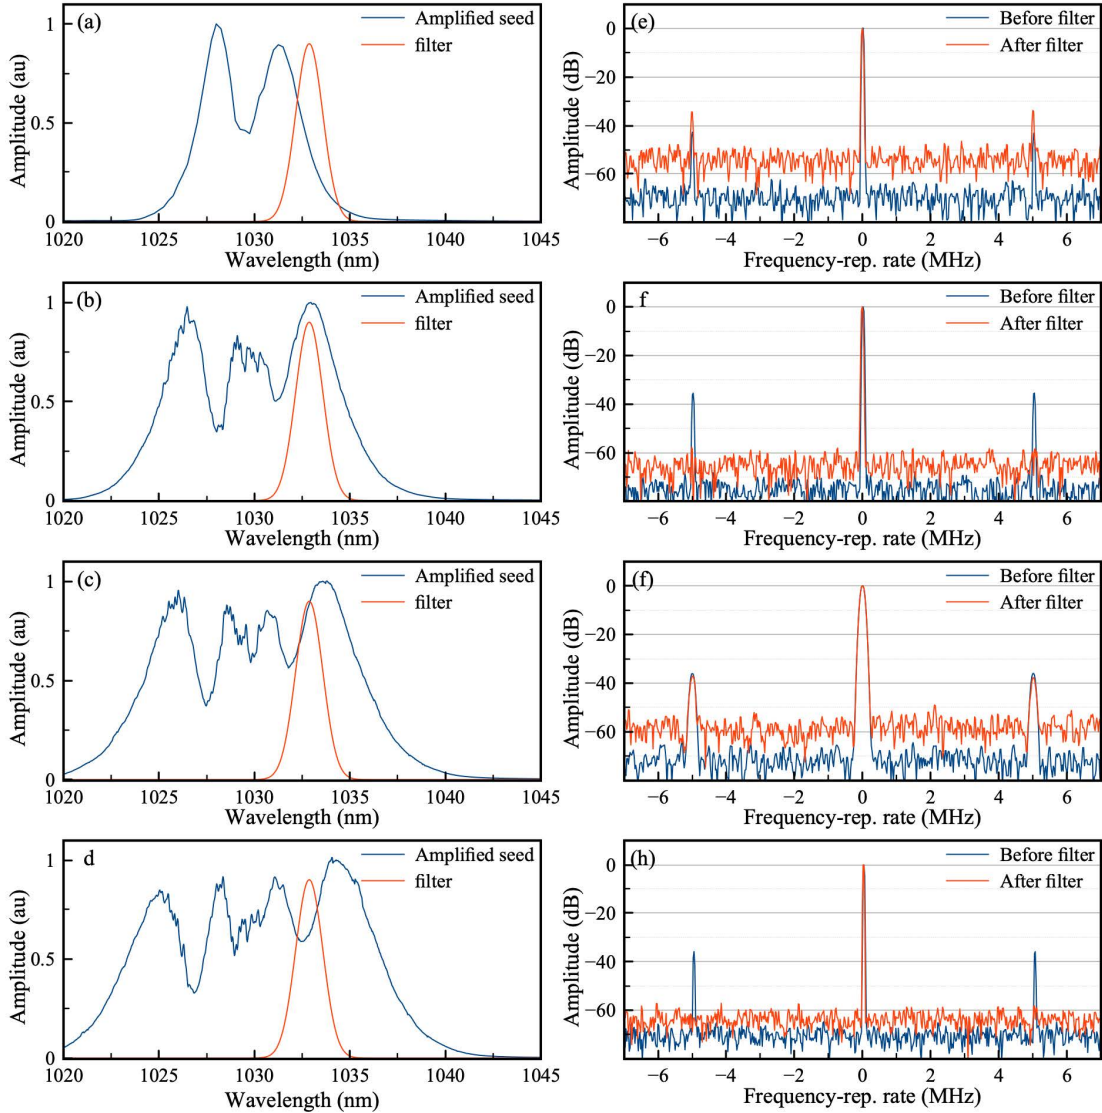 (a)
Amplified seed
filter
Amplitude (au)
1
0.5
0
1020 1025 1030 1035 1040 1045
Wavelength (nm)
(e)
Before filter
After filter
Amplitude (dB)
0
−20
−40
−60
−6 −4 −2 0 2 4 6
Frequency-rep. rate (MHz)
(b)
Amplified seed
filter
Amplitude (au)
1
0.5
0
1020 1025 1030 1035 1040 1045
Wavelength (nm)
f
Before filter
After filter
Amplitude (dB)
0
−20
−40
−60
−6 −4 −2 0 2 4 6
Frequency-rep. rate (MHz)
(c)
Amplified seed
filter
Amplitude (au)
1
0.5
0
1020 1025 1030 1035 1040 1045
Wavelength (nm)
(f)
Before filter
After filter
Amplitude (dB)
0
−20
−40
−60
−6 −4 −2 0 2 4 6
Frequency-rep. rate (MHz)
d
Amplified seed
filter
Amplitude (au)
1
0.5
0
1020 1025 1030 1035 1040 1045
Wavelength (nm)
(h)
Before filter
After filter
Amplitude (dB)
0
−20
−40
−60
−6 −4 −2 0 2 4 6
Frequency-rep. rate (MHz)